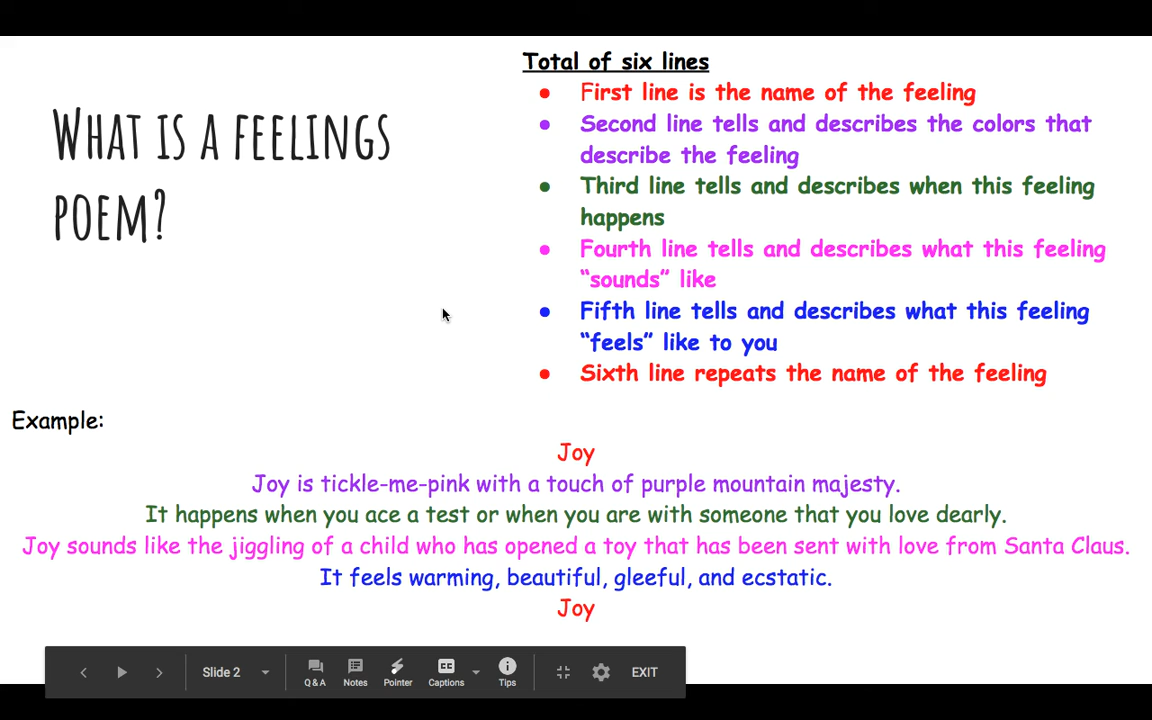 What is a feelings
poem?
Total of six lines
● First line is the name of the feeling
● Second line tells and describes the colors that
describe the feeling
● Third line tells and describes when this feeling
happens
● Fourth line tells and describes what this feeling
“sounds” like
● Fifth line tells and describes what this feeling
“feels” like to you
● Sixth line repeats the name of the feeling
Example:
Joy
Joy is tickle-me-pink with a touch of purple mountain majesty.
It happens when you ace a test or when you are with someone that you love dearly.
Joy sounds like the jiggling of a child who has opened a toy that has been sent with love from Santa Claus.
It feels warming, beautiful, gleeful, and ecstatic.
Joy
Slide 2
Q & A Notes Pointer CC Captions Tips EXIT